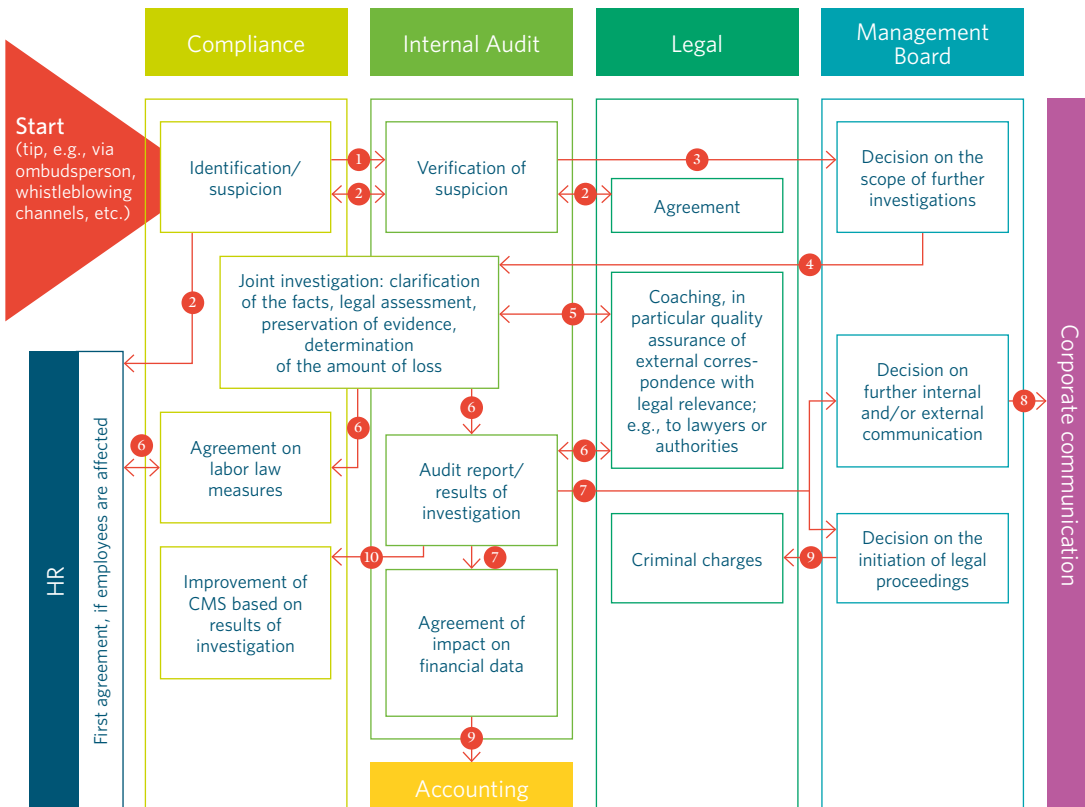 Compliance
Internal Audit
Legal
Management
Board
Start
(tip, e.g., via
ombudsperson,
whistleblowing
channels, etc.)
Identification/
suspicion
1
2
Verification of
suspicion
3
2
Agreement
Decision on the
scope of further
investigations
4
2
Joint investigation: clarification
of the facts, legal assessment,
preservation of evidence,
determination
of the amount of loss
5
Coaching, in
particular quality
assurance of
external corres-
pondence with
legal relevance;
e.g., to lawyers or
authorities
Decision on
further internal
and/or external
communication
8
Corporate communication
HR
First agreement, if employees are affected
6
Agreement on
labor law
measures
6
6
Audit report/
results of
investigation
6
7
10
7
Improvement of
CMS based on
results of
investigation
Agreement of
impact on
financial data
Criminal charges
9
Decision on the
initiation of legal
proceedings
9
Accounting